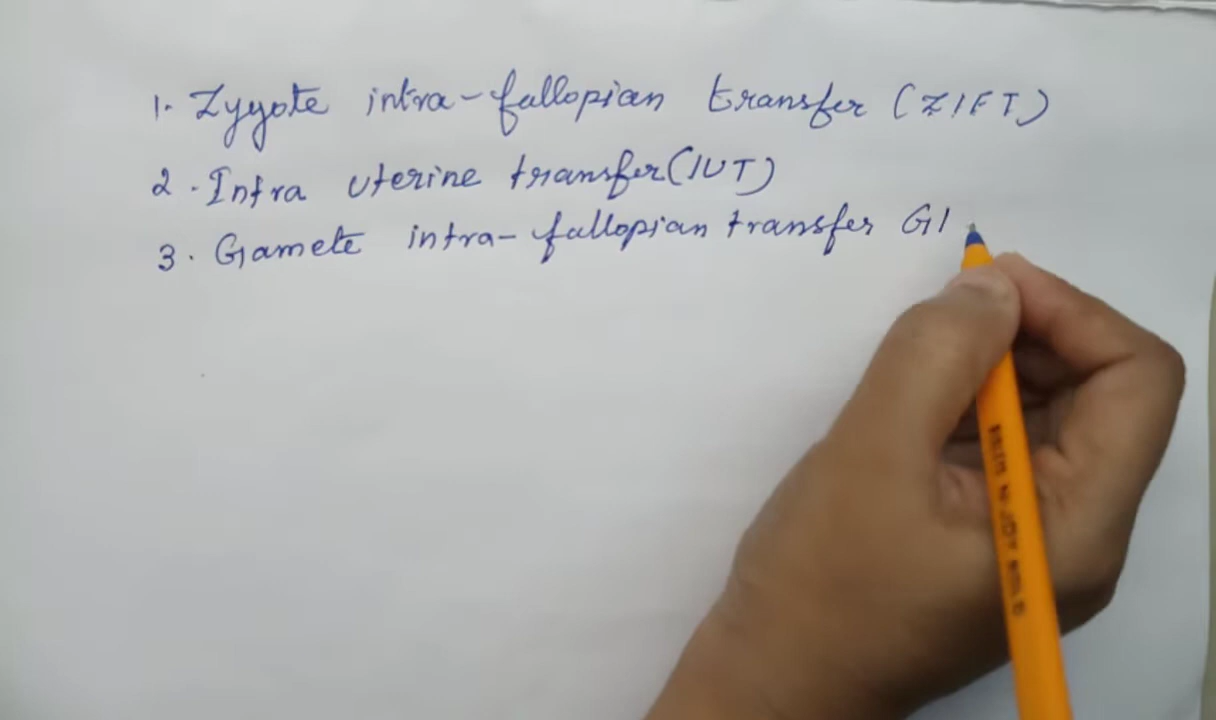 1. Zygote intra-fallopian transfer (ZIFT)
2. Intra uterine transfer (IUT)
3. Gamete intra-fallopian transfer GI